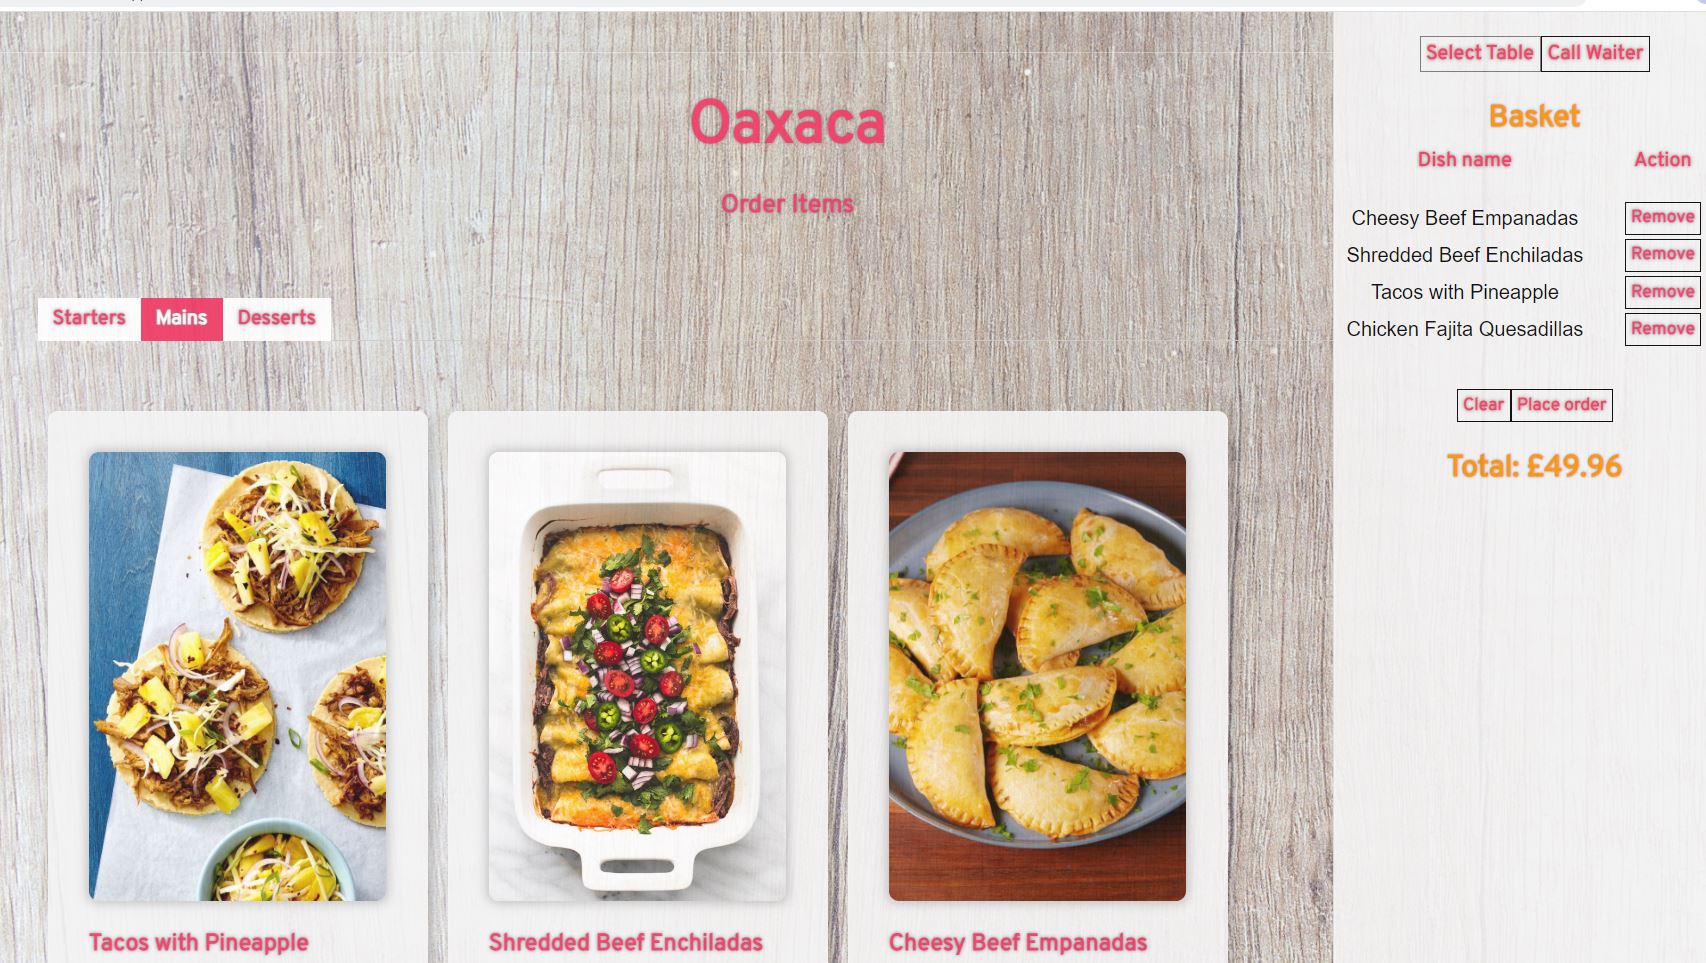 Oaxaca
Order Items
Starters Mains Desserts
Tacos with Pineapple
Shredded Beef Enchiladas
Cheesy Beef Empanadas
Select Table Call Waiter
Basket
Dish name Action
Cheesy Beef Empanadas Remove
Shredded Beef Enchiladas Remove
Tacos with Pineapple Remove
Chicken Fajita Quesadillas Remove
Clear Place order
Total: £49.96